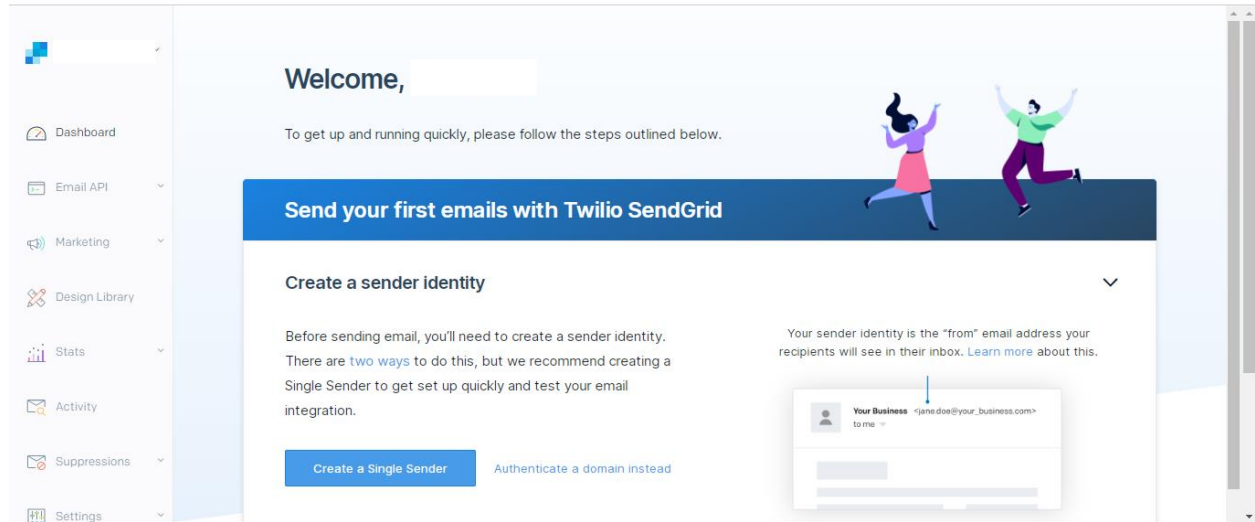 Welcome,
To get up and running quickly, please follow the steps outlined below.
Dashboard
Email API
Marketing
Design Library
Stats
Activity
Suppressions
Settings
Send your first emails with Twilio SendGrid
Create a sender identity
Before sending email, you'll need to create a sender identity.
There are two ways to do this, but we recommend creating a
Single Sender to get set up quickly and test your email
integration.
Create a Single Sender
Authenticate a domain instead
Your sender identity is the "from" email address your
recipients will see in their inbox. Learn more about this.
Your Business <jane.doe@your_business.com>
to me